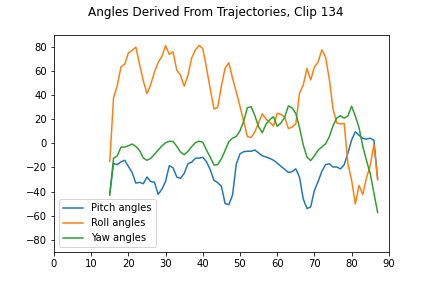 Angles Derived From Trajectories, Clip 134
80
60
40
20
0
−20
−40
−60
−80
Pitch angles
Roll angles
Yaw angles
0 10 20 30 40 50 60 70 80 90